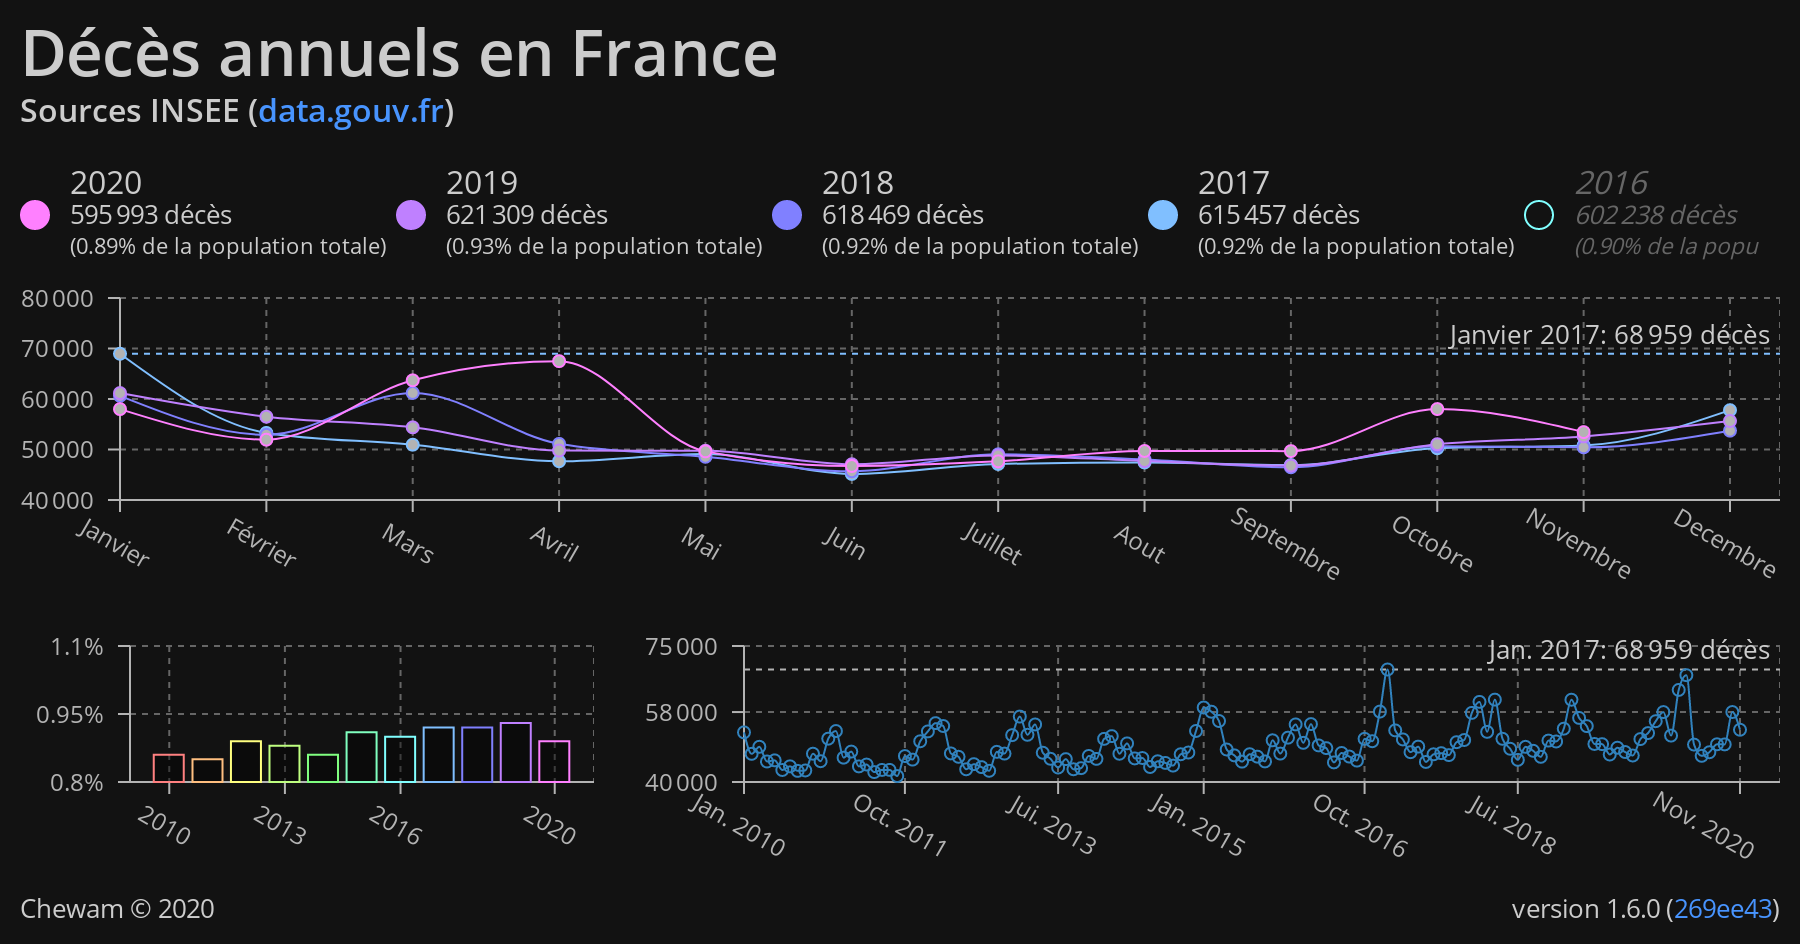 Décès annuels en France
Sources INSEE (data.gouv.fr)
2020
595 993 décès
(0.89% de la population totale)
2019
621 309 décès
(0.93% de la population totale)
2018
618 469 décès
(0.92% de la population totale)
2017
615 457 décès
(0.92% de la population totale)
2016
602 238 décès
(0.90% de la popu
80 000
70 000
60 000
50 000
40 000
Janvier 2017: 68 959 décès
Janvier
Février
Mars
Avril
Mai
Juin
Juillet
Aout
Septembre
Octobre
Novembre
Decembre
1.1%
0.95%
0.8%
2010
2013
2016
2020
75 000
58 000
40 000
Jan. 2017: 68 959 décès
Jan. 2010
Oct. 2011
Jui. 2013
Jan. 2015
Oct. 2016
Jui. 2018
Nov. 2020
Chewam © 2020
version 1.6.0 (269ee43)